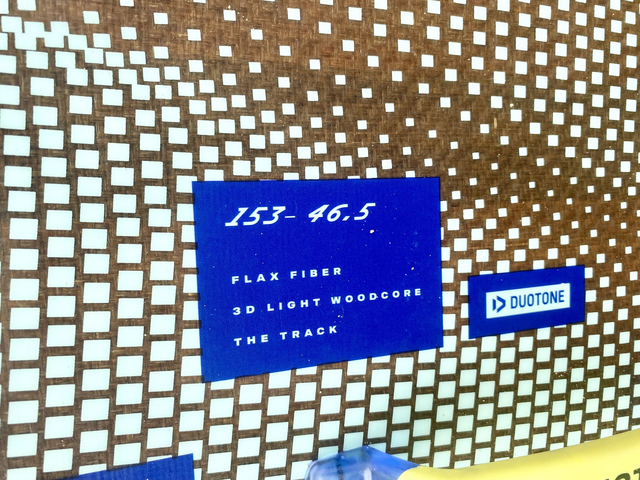 153- 46.5
FLAX FIBER
3D LIGHT WOODCORE
THE TRACK
DUOTONE